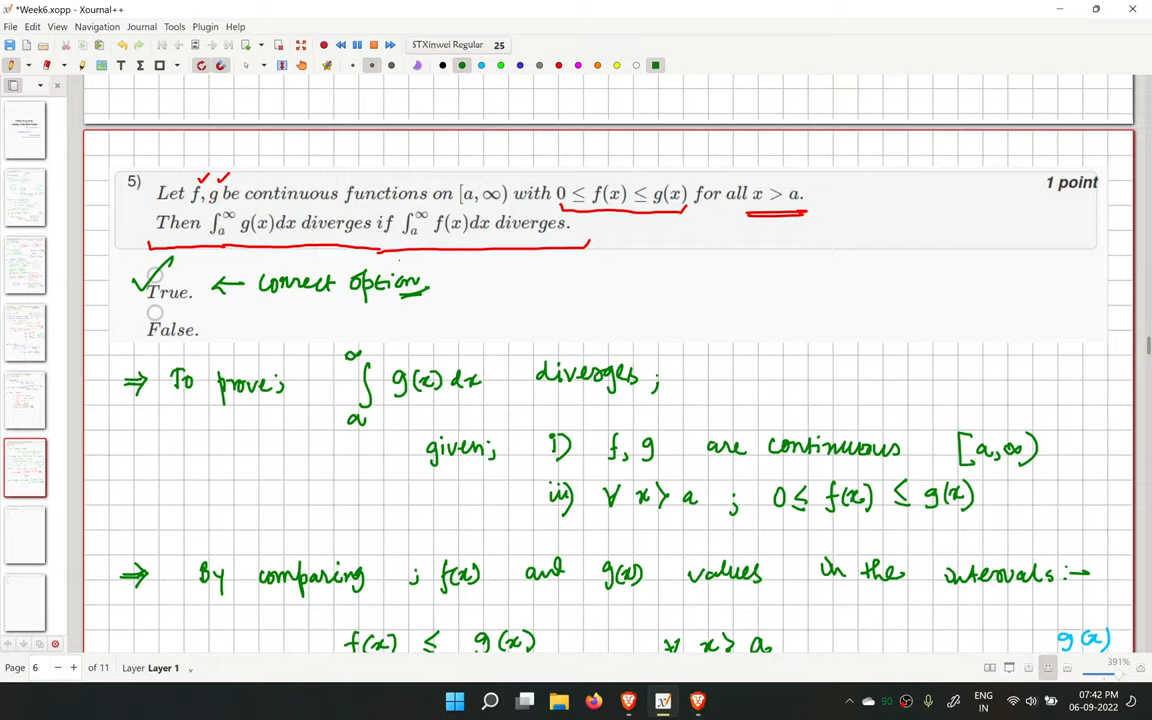 *Week6.xopp - Xournal++
File Edit View Navigation Journal Tools Plugin Help
STXinwei Regular 25
5) Let f, g be continuous functions on [a, ∞) with 0 ≤ f(x) ≤ g(x) for all x > a. 1 point
Then ∫ₐ^∞ g(x)dx diverges if ∫ₐ^∞ f(x)dx diverges.
True. ← correct option
False.
⇒ To prove; ∫ₐ^∞ g(x) dx diverges ;
given; i) f, g are continuous [a, ∞)
ii) ∀ x > a ; 0 ≤ f(x) ≤ g(x)
⇒ By comparing ; f(x) and g(x) values in the intervals :-
f(x) ≤ g(x) ∀ x > a g(x)
Page 6 of 11 Layer Layer 1 391%
90 ENG IN 07:42 PM 06-09-2022